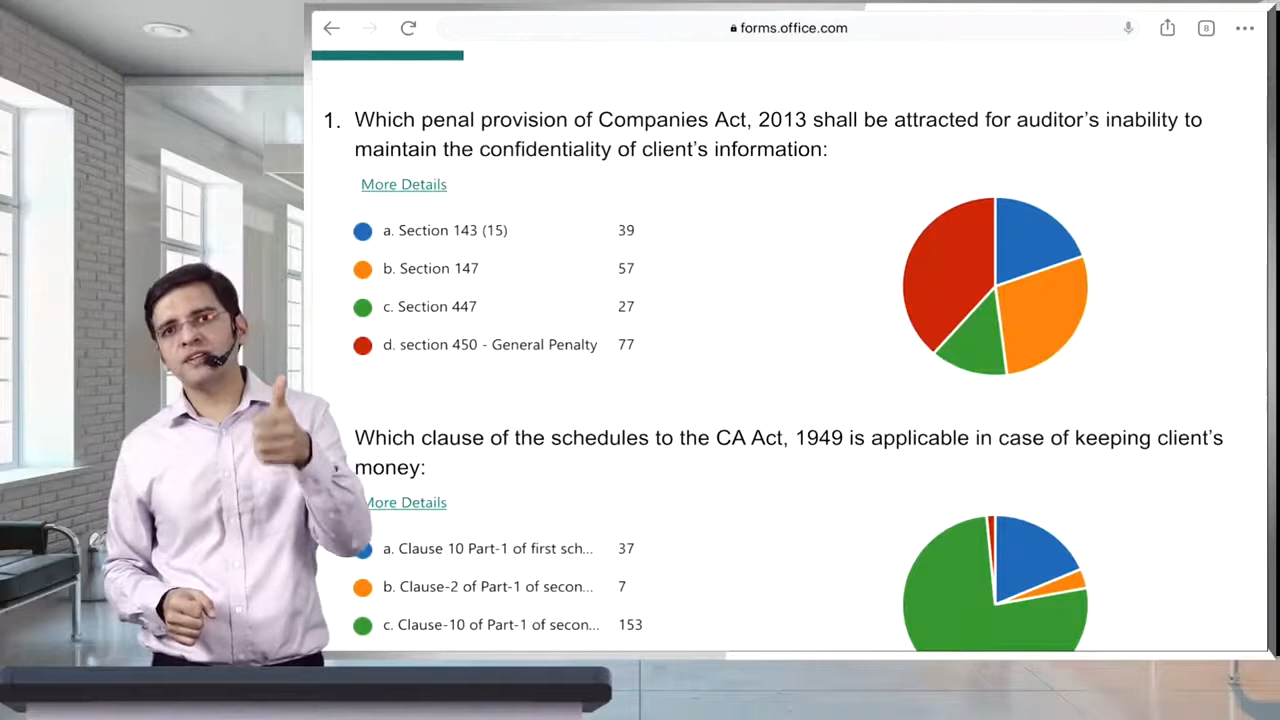 forms.office.com
8
1. Which penal provision of Companies Act, 2013 shall be attracted for auditor’s inability to
maintain the confidentiality of client’s information:
More Details
a. Section 143 (15) 39
b. Section 147 57
c. Section 447 27
d. section 450 - General Penalty 77
Which clause of the schedules to the CA Act, 1949 is applicable in case of keeping client’s
money:
More Details
a. Clause 10 Part-1 of first sch... 37
b. Clause-2 of Part-1 of secon... 7
c. Clause-10 of Part-1 of secon... 153